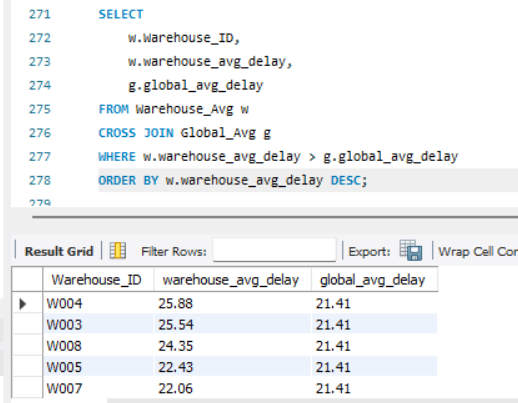 271 SELECT
272 w.Warehouse_ID,
273 w.warehouse_avg_delay,
274 g.global_avg_delay
275 FROM Warehouse_Avg w
276 CROSS JOIN Global_Avg g
277 WHERE w.warehouse_avg_delay > g.global_avg_delay
278 ORDER BY w.warehouse_avg_delay DESC;
279
Result Grid Filter Rows: Export: Wrap Cell Con
Warehouse_ID warehouse_avg_delay global_avg_delay
W004 25.88 21.41
W003 25.54 21.41
W008 24.35 21.41
W005 22.43 21.41
W007 22.06 21.41